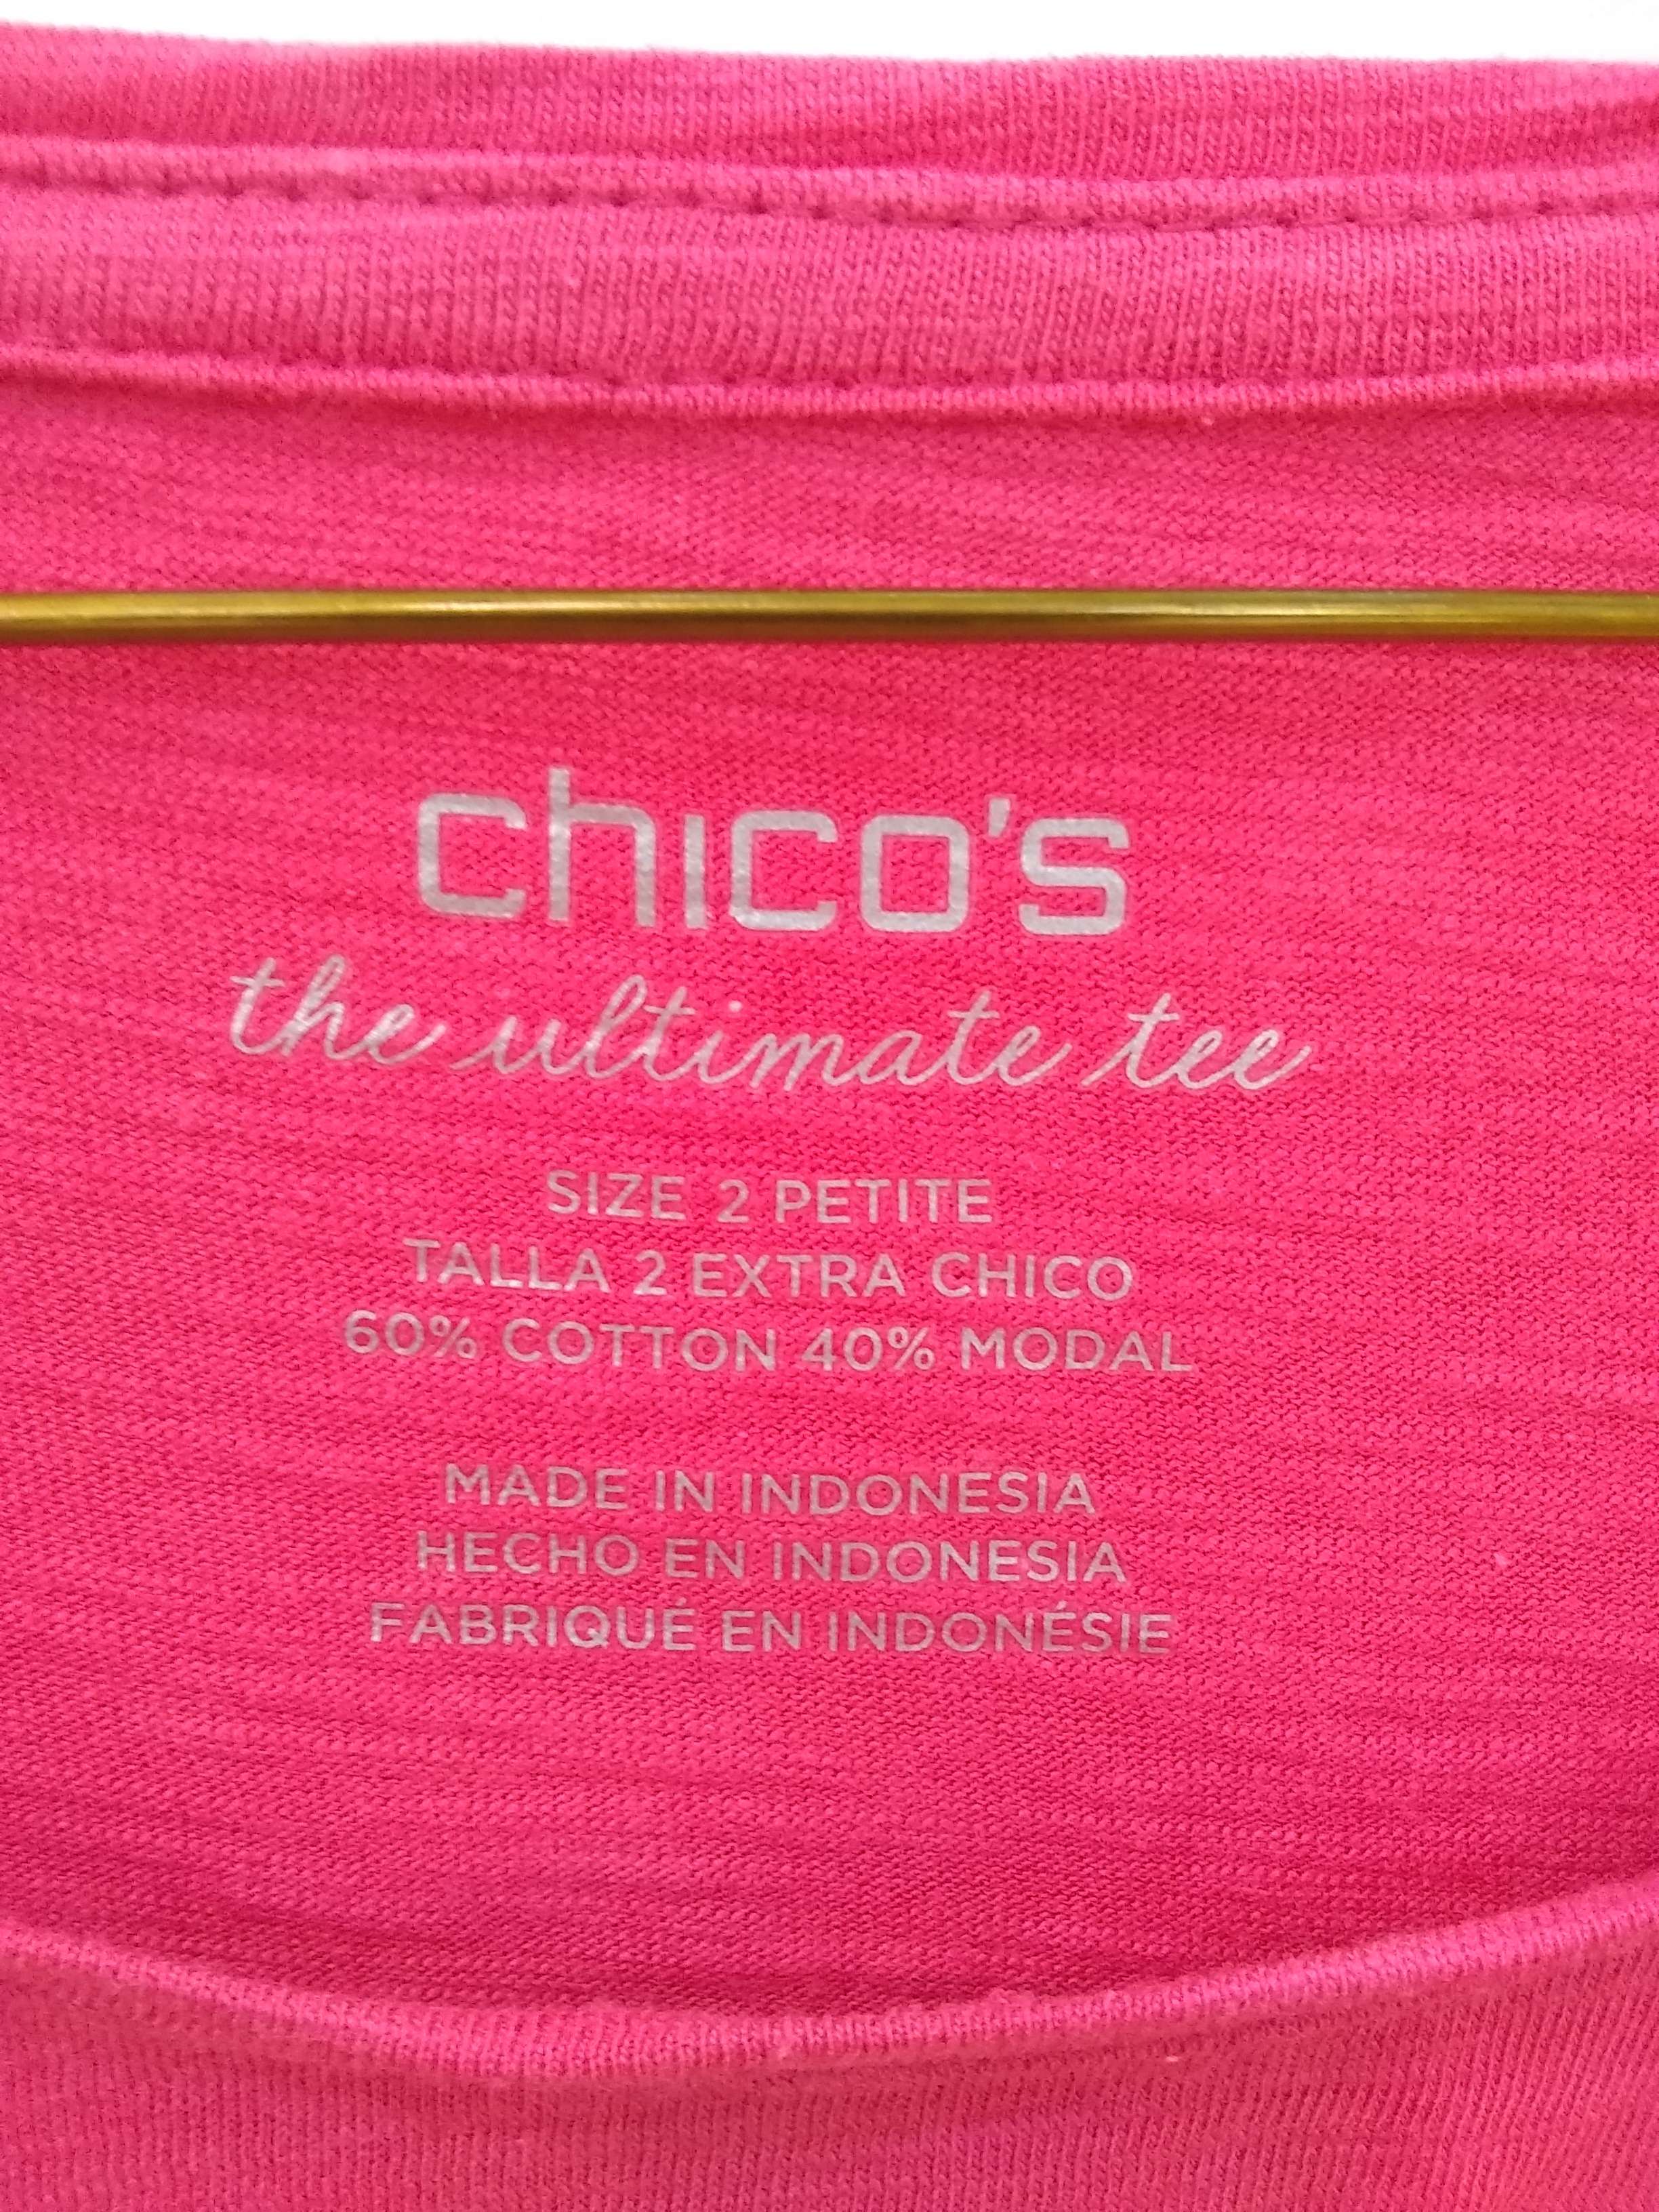 chico's
the ultimate tee
SIZE 2 PETITE
TALLA 2 EXTRA CHICO
60% COTTON 40% MODAL
MADE IN INDONESIA
HECHO EN INDONESIA
FABRIQUÉ EN INDONÉSIE